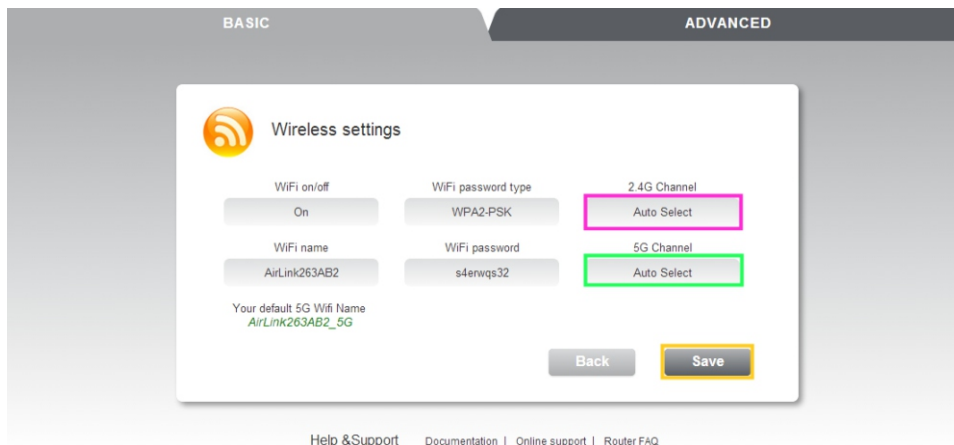 BASIC ADVANCED
Wireless settings
WiFi on/off WiFi password type 2.4G Channel
On WPA2-PSK Auto Select
WiFi name WiFi password 5G Channel
AirLink263AB2 s4erwqs32 Auto Select
Your default 5G Wifi Name
AirLink263AB2_5G
Back Save
Help &Support Documentation | Online support | Router FAQ